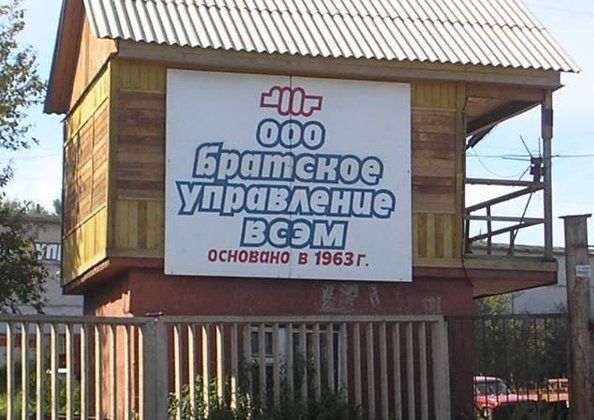 ООО
братское
управление
ВСЭМ
основано в 1963 г.